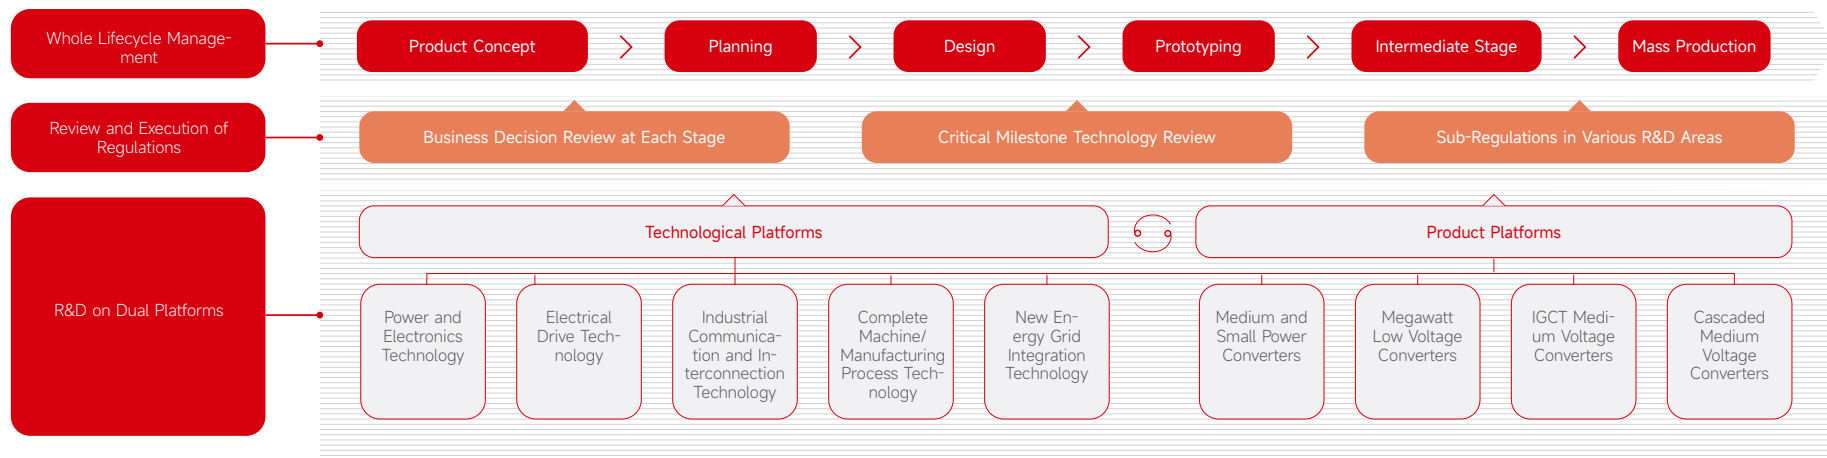 Whole Lifecycle Manage-
ment
Product Concept
Planning
Design
Prototyping
Intermediate Stage
Mass Production
Review and Execution of
Regulations
Business Decision Review at Each Stage
Critical Milestone Technology Review
Sub-Regulations in Various R&D Areas
R&D on Dual Platforms
Technological Platforms
Product Platforms
Power and
Electronics
Technology
Electrical
Drive Tech-
nology
Industrial
Communica-
tion and In-
terconnection
Technology
Complete
Machine/
Manufacturing
Process Tech-
nology
New En-
ergy Grid
Integration
Technology
Medium and
Small Power
Converters
Megawatt
Low Voltage
Converters
IGCT Medi-
um Voltage
Converters
Cascaded
Medium
Voltage
Converters